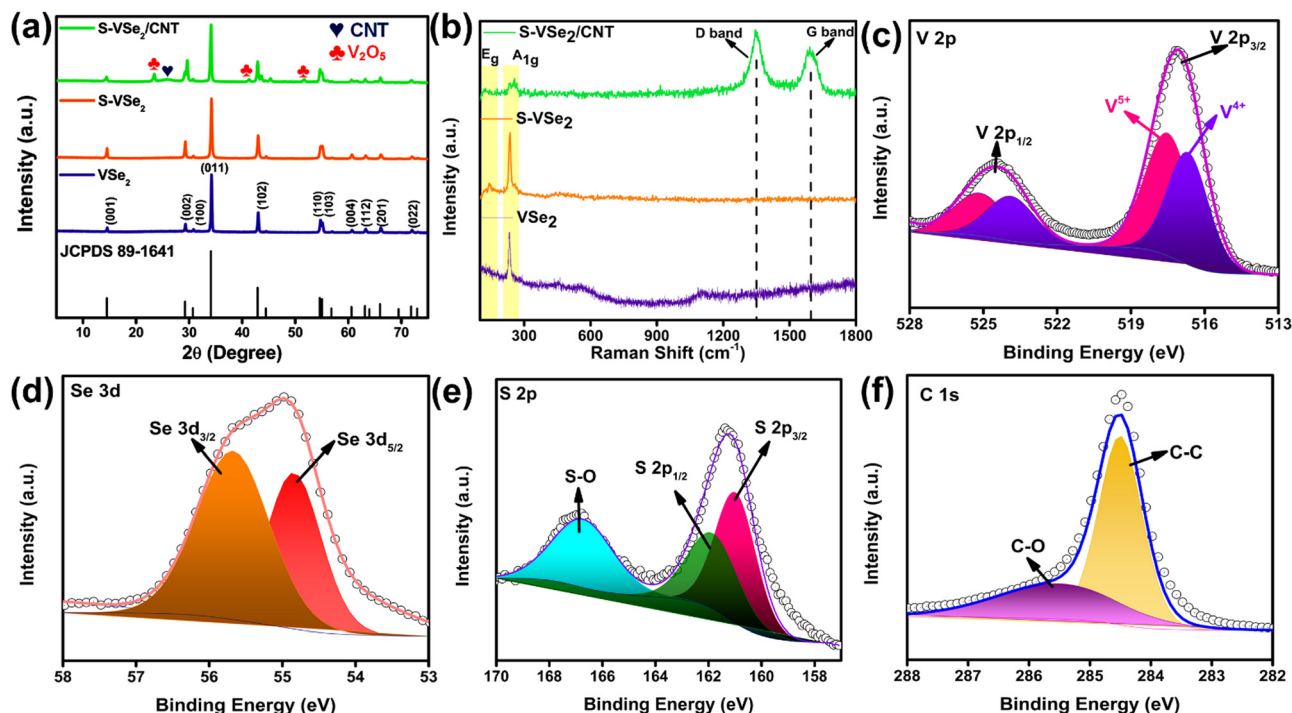 (a)
S-VSe₂/CNT
♥ CNT
♣ V₂O₅
S-VSe₂
VSe₂
(001)
(002)
(100)
(011)
(102)
(110)
(103)
(004)
(112)
(201)
(022)
JCPDS 89-1641
10 20 30 40 50 60 70
2θ (Degree)
Intensity (a.u.)
(b)
S-VSe₂/CNT
E_g
A₁g
D band
G band
S-VSe₂
VSe₂
200 600 1000 1400 1800
Raman Shift (cm⁻¹)
Intensity (a.u.)
(c)
V 2p
V 2p₃/₂
V⁵⁺
V⁴⁺
V 2p₁/₂
528 525 522 519 516 513
Binding Energy (eV)
Intensity (a.u.)
(d)
Se 3d
Se 3d₃/₂
Se 3d₅/₂
58 57 56 55 54 53
Binding Energy (eV)
Intensity (a.u.)
(e)
S 2p
S 2p₃/₂
S-O
S 2p₁/₂
170 168 166 164 162 160 158
Binding Energy (eV)
Intensity (a.u.)
(f)
C 1s
C-C
C-O
288 287 286 285 284 283 282
Binding Energy (eV)
Intensity (a.u.)